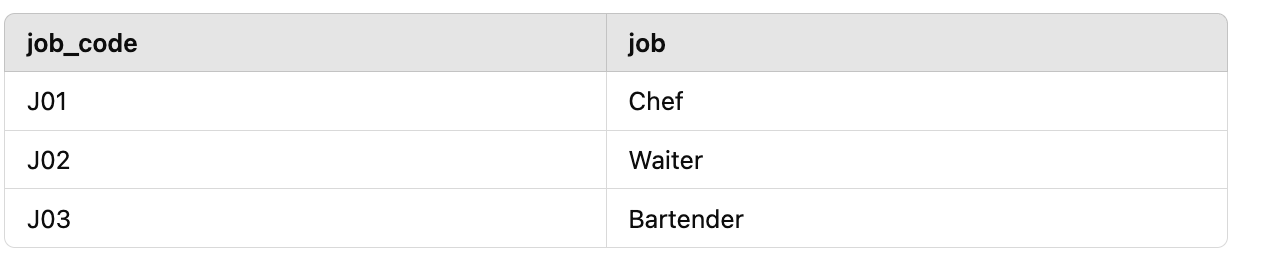 job_code job
J01 Chef
J02 Waiter
J03 Bartender